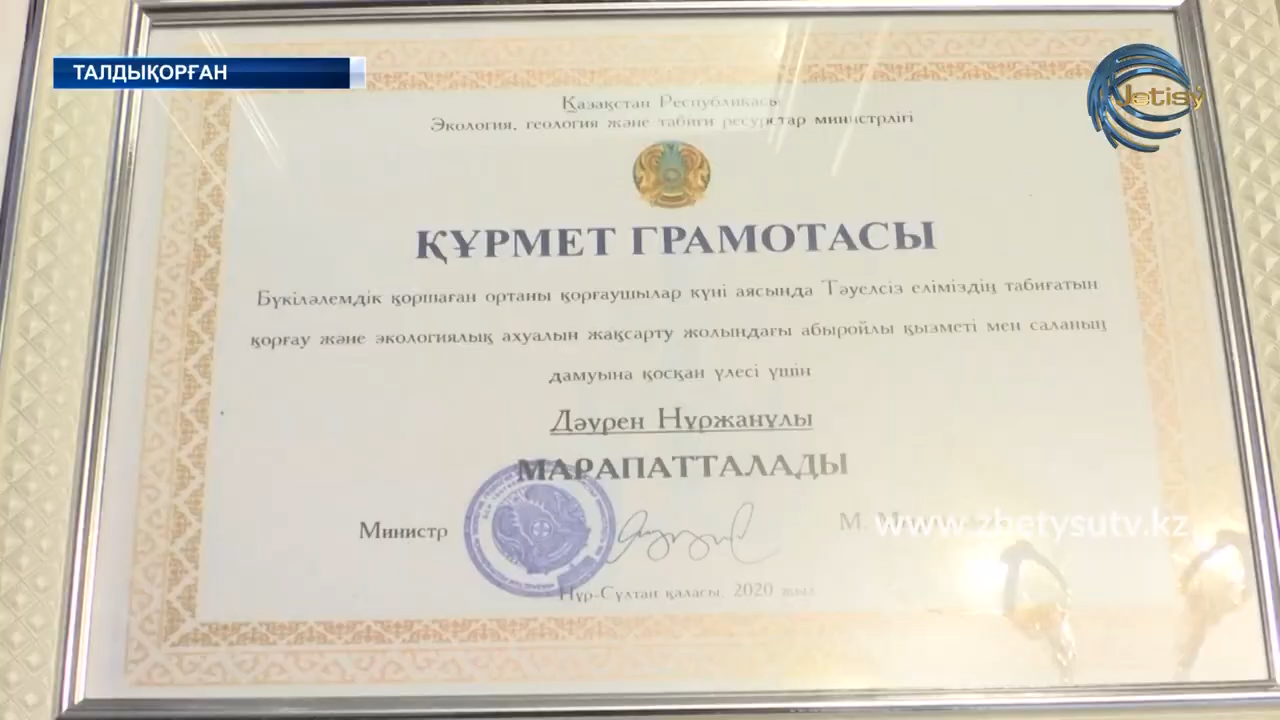 ТАЛДЫҚОРҒАН
Jetisý
Қазақстан Республикасы
Экология, геология және табиғи ресурстар министрлігі
ҚҰРМЕТ ГРАМОТАСЫ
Бүкіләлемдік қоршаған ортаны қорғаушылар күні аясында Тәуелсіз еліміздің табиғатын
қорғау және экологиялық ахуалын жақсарту жолындағы абыройлы қызметі мен саланың
дамуына қосқан үлесі үшін
Дәурен Нұржанұлы
МАРАПАТТАЛАДЫ
Министр
М.
www.zhetysutv.kz
Нұр-Сұлтан қаласы, 2020 жыл